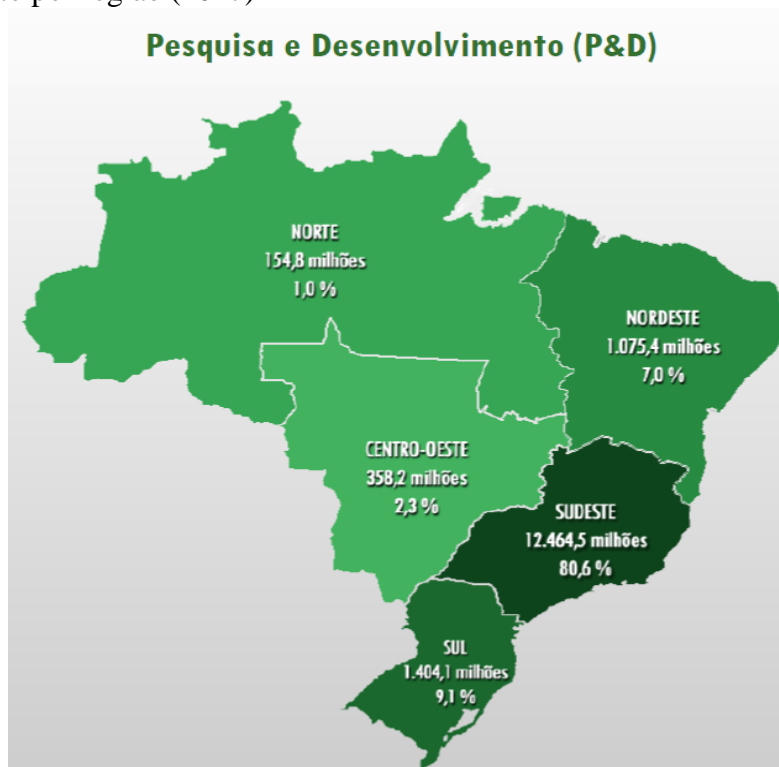 Pesquisa e Desenvolvimento (P&D)
NORTE
154,8 milhões
1,0 %
NORDESTE
1.075,4 milhões
7,0 %
CENTRO-OESTE
358,2 milhões
2,3 %
SUDESTE
12.464,5 milhões
80,6 %
SUL
1.404,1 milhões
9,1 %